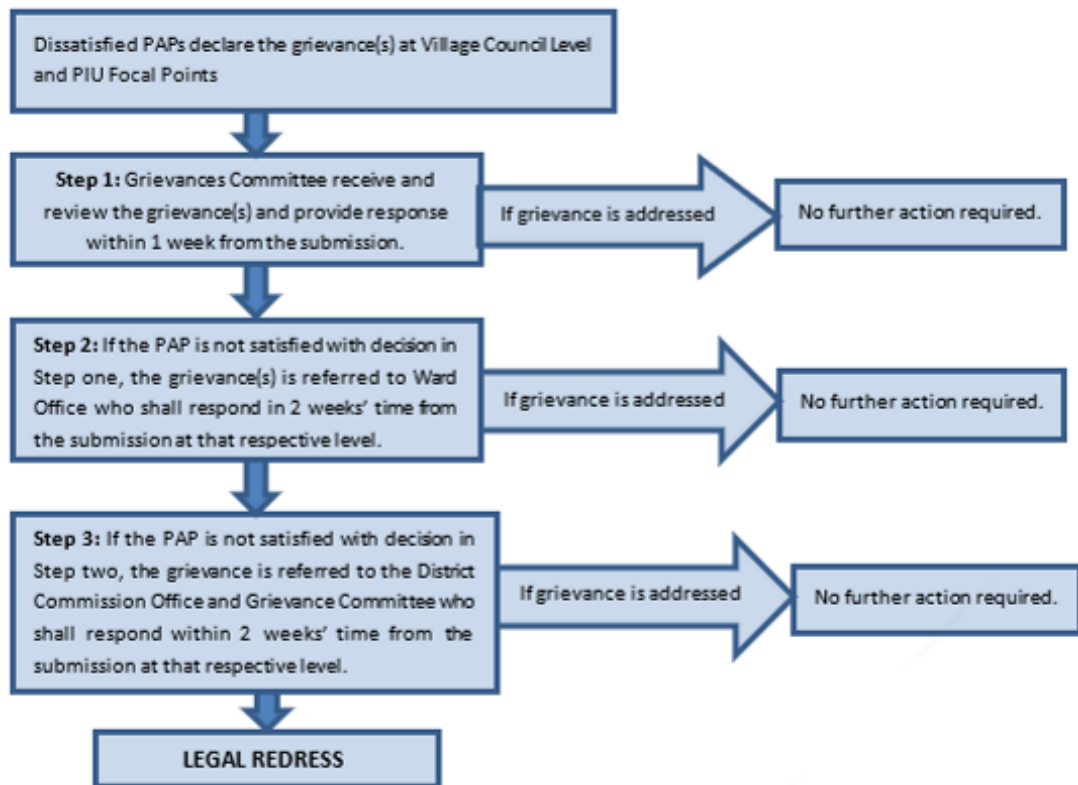 Dissatisfied PAPs declare the grievance(s) at Village Council Level
and PIU Focal Points
Step 1: Grievances Committee receive and
review the grievance(s) and provide response
within 1 week from the submission.
If grievance is addressed
No further action required.
Step 2: If the PAP is not satisfied with decision in
Step one, the grievance(s) is referred to Ward
Office who shall respond in 2 weeks' time from
the submission at that respective level.
If grievance is addressed
No further action required.
Step 3: If the PAP is not satisfied with decision in
Step two, the grievance is referred to the District
Commission Office and Grievance Committee who
shall respond within 2 weeks' time from the
submission at that respective level.
If grievance is addressed
No further action required.
LEGAL REDRESS